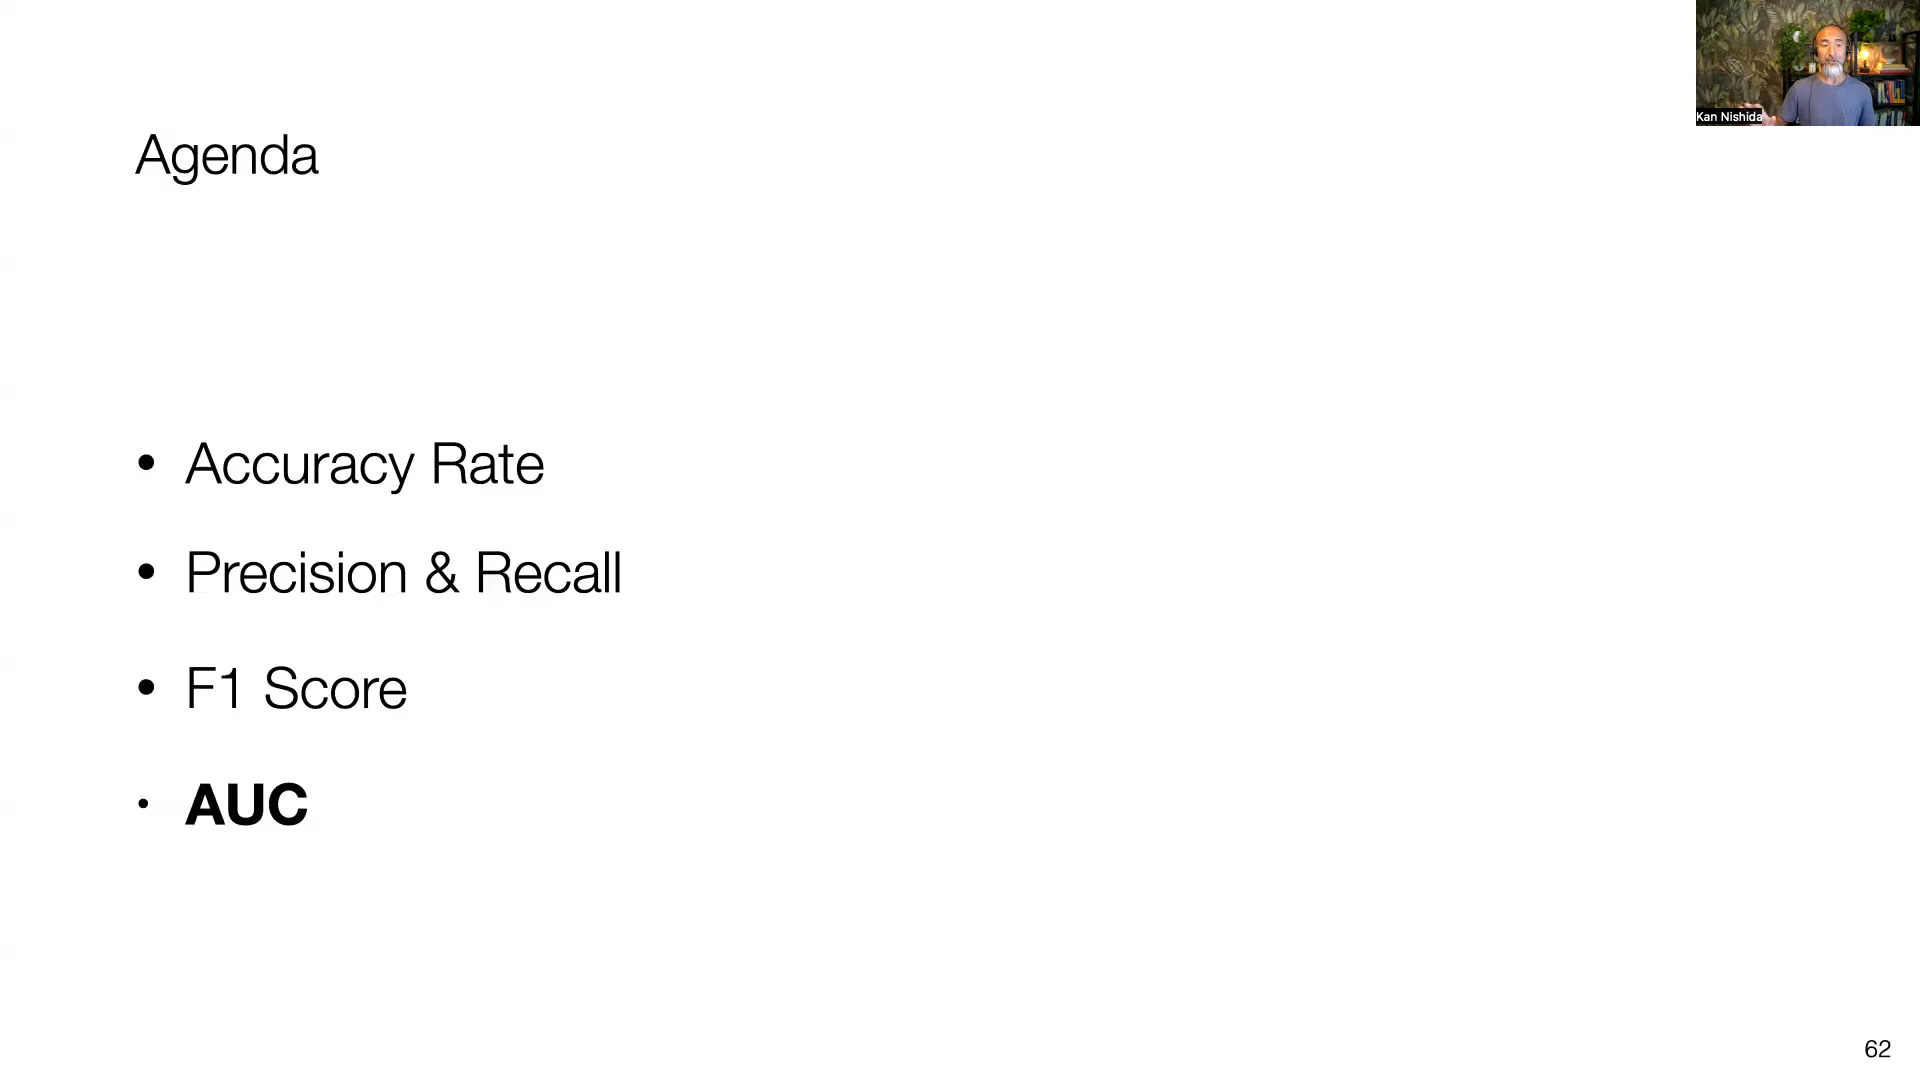 Kan Nishida
Agenda
• Accuracy Rate
• Precision & Recall
• F1 Score
• AUC
62